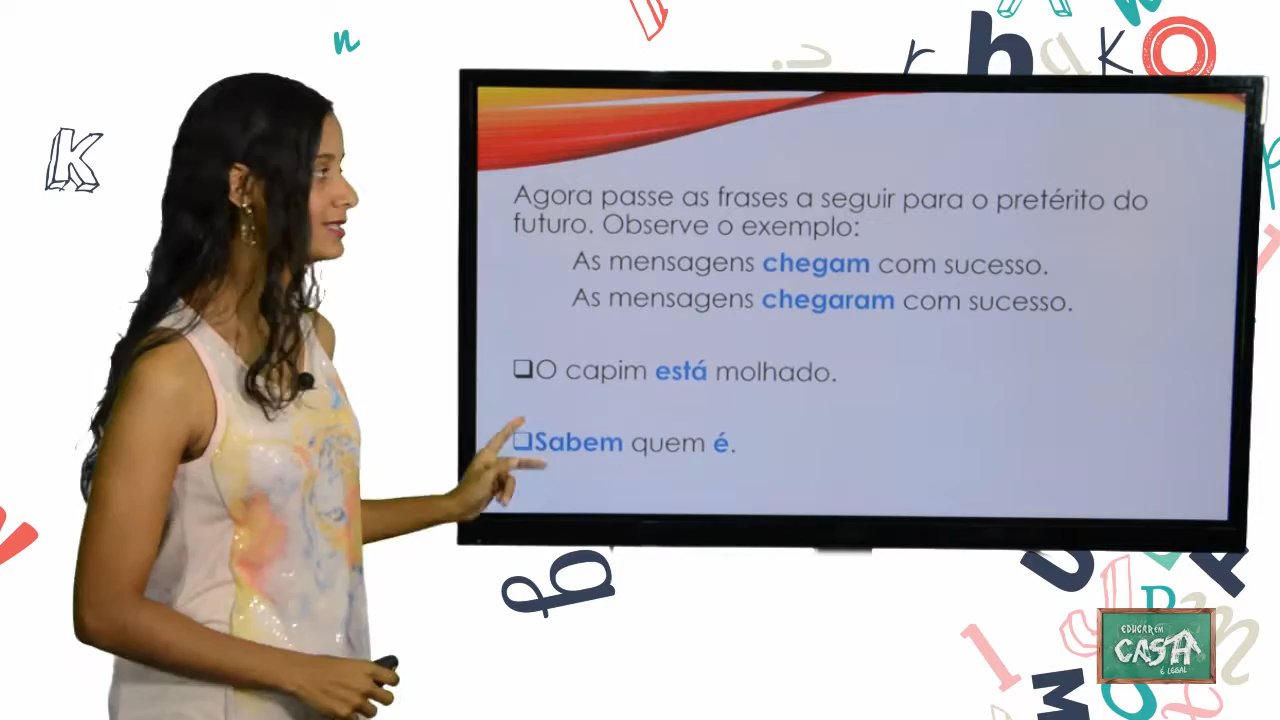 Agora passe as frases a seguir para o pretérito do
futuro. Observe o exemplo:
As mensagens chegam com sucesso.
As mensagens chegaram com sucesso.
O capim está molhado.
Sabem quem é.
EDUCAR EM
CASA
É LEGAL